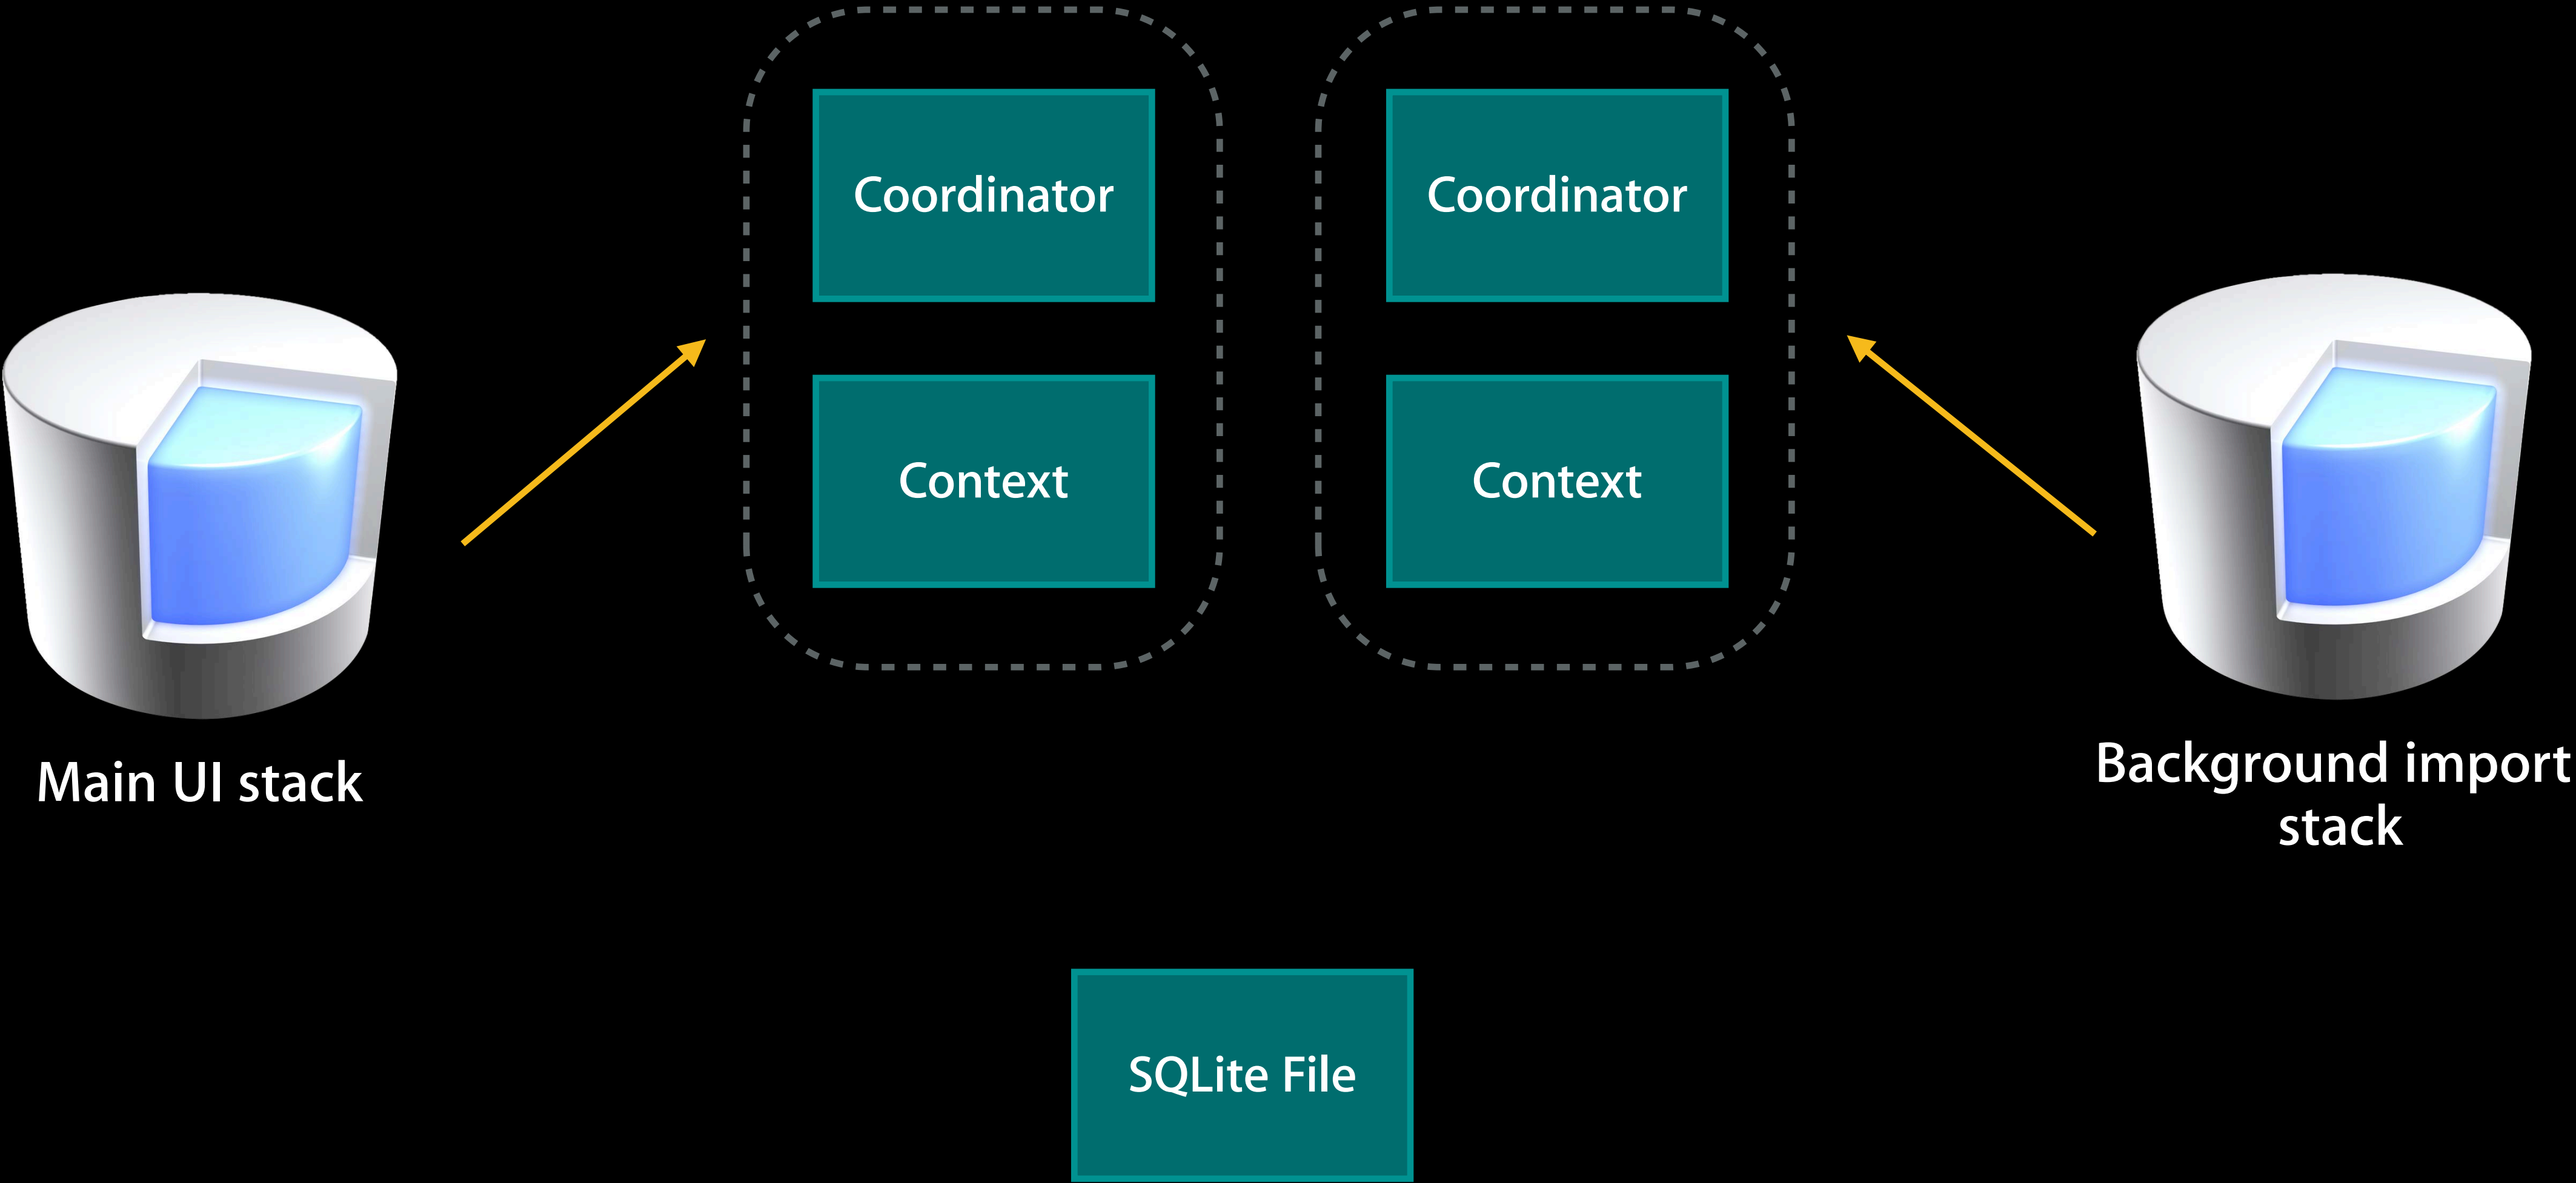 Coordinator
Coordinator
Context
Context
Main UI stack
Background import
stack
SQLite File